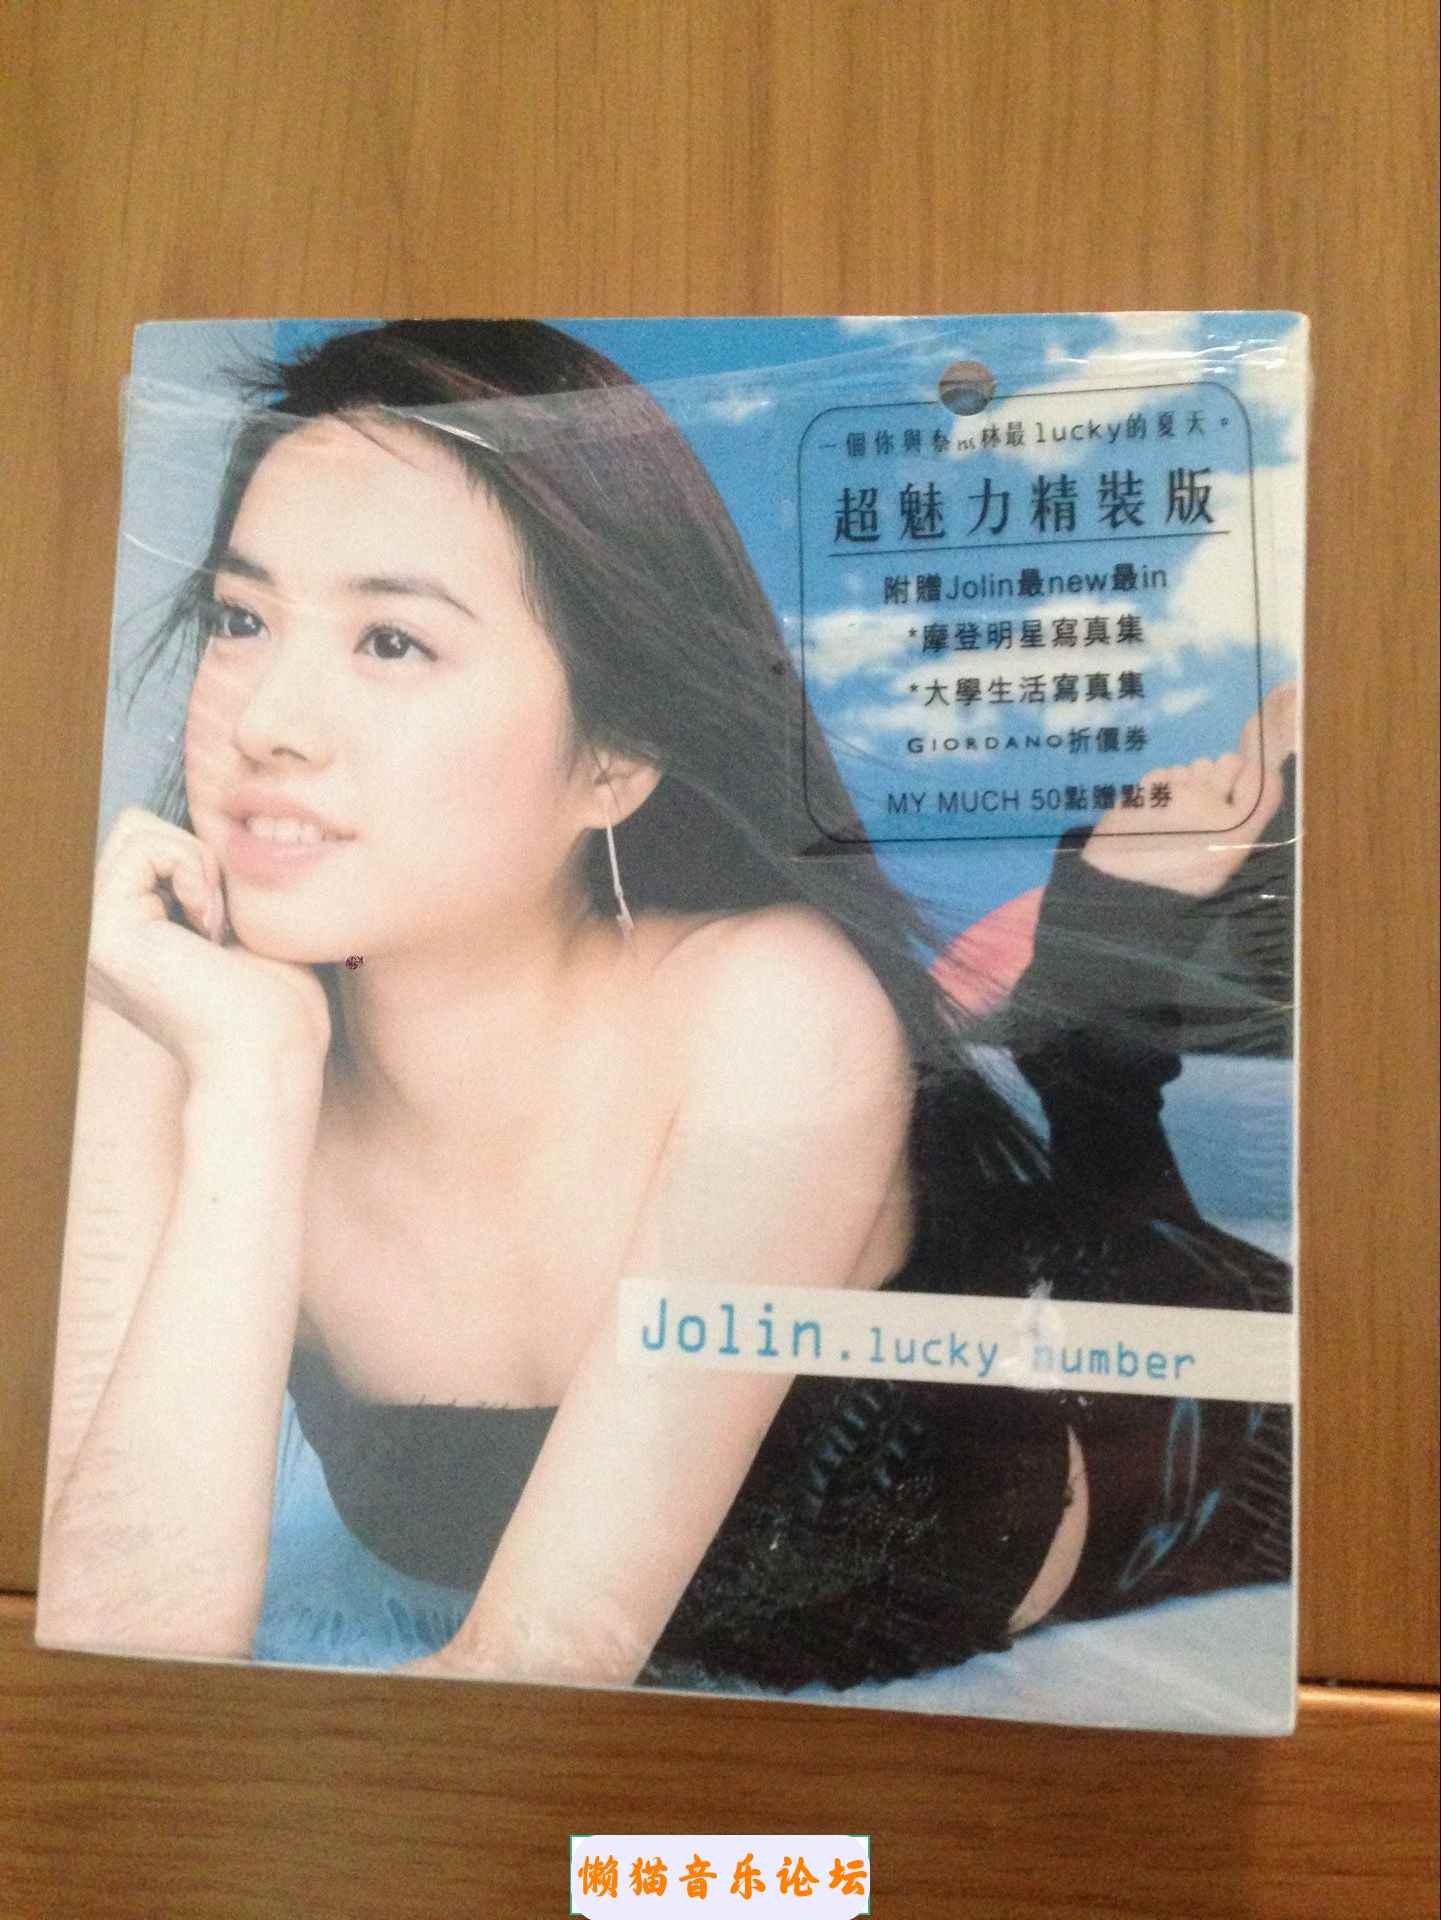 一個你與蔡依林最lucky的夏天。
超魅力精裝版
附贈Jolin最new最in
*摩登明星寫真集
*大學生活寫真集
GIORDANO折價券
MY MUCH 50點贈點券
Jolin.lucky number
懒猫音乐论坛